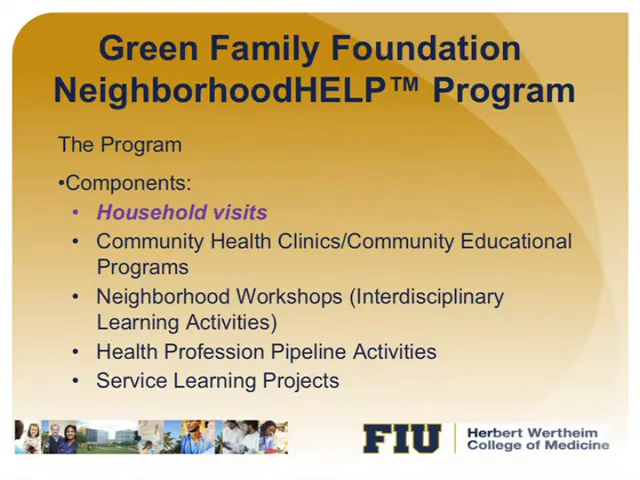 Green Family Foundation
NeighborhoodHELP™ Program
The Program
•Components:
• Household visits
• Community Health Clinics/Community Educational
Programs
• Neighborhood Workshops (Interdisciplinary
Learning Activities)
• Health Profession Pipeline Activities
• Service Learning Projects
FIU
Herbert Wertheim
College of Medicine